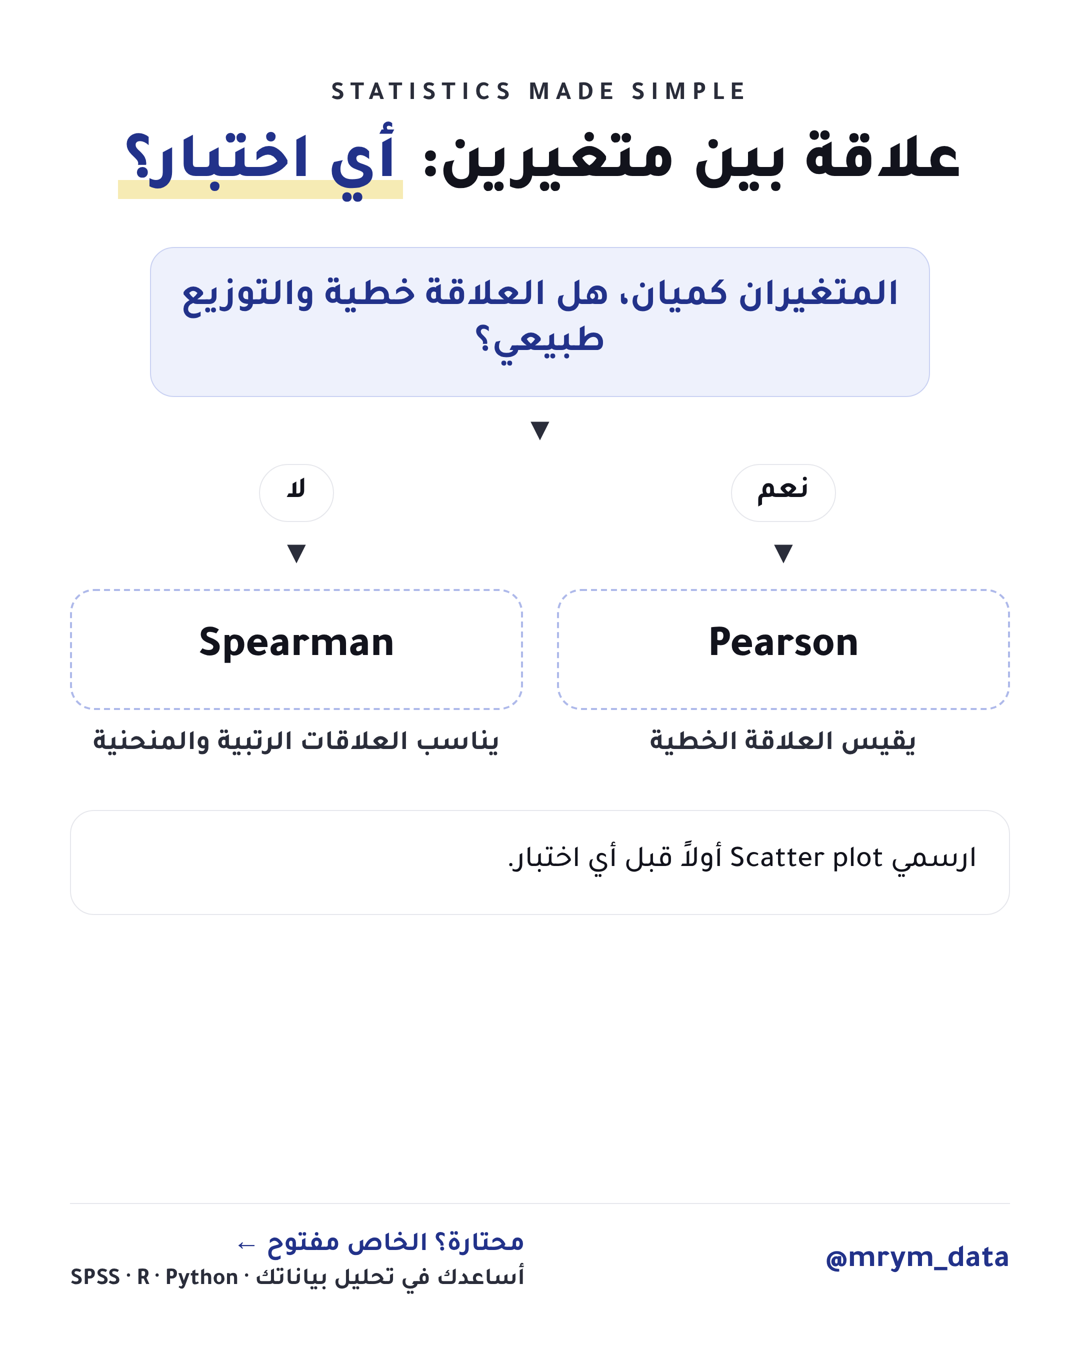 STATISTICS MADE SIMPLE
علاقة بين متغيرين: أي اختبار؟
المتغيران كميان، هل العلاقة خطية والتوزيع
طبيعي؟
▼
نعم
لا
▼
▼
Pearson
Spearman
يقيس العلاقة الخطية
يناسب العلاقات الرتبية والمنحنية
ارسمي Scatter plot أولاً قبل أي اختبار.
@mrym_data
محتارة؟ الخاص مفتوح ←
أساعدك في تحليل بياناتك · SPSS · R · Python